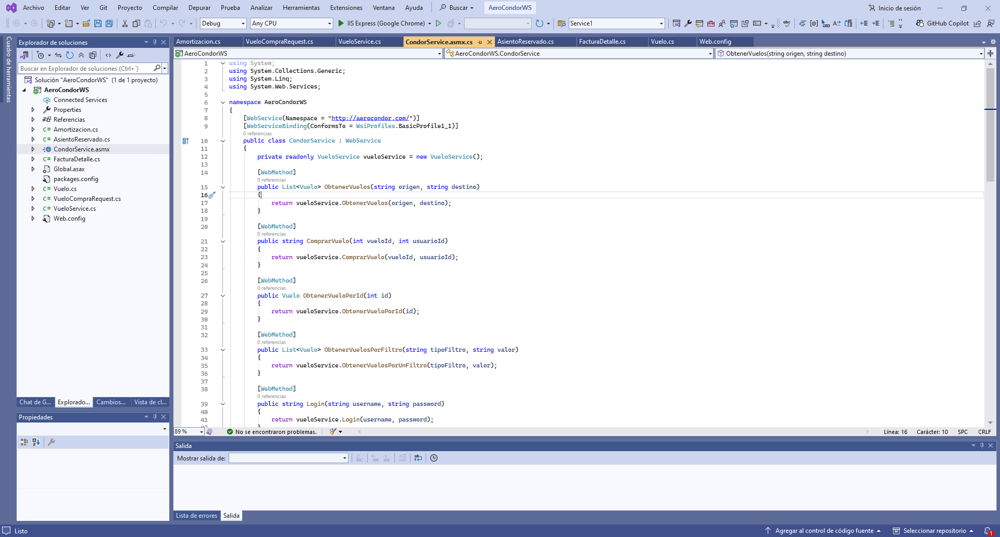 Archivo Editar Ver Git Proyecto Compilar Depurar Prueba Analizar Herramientas Extensiones Ventana Ayuda Buscar AeroCondorWS Inicio de sesión
Debug Any CPU IIS Express (Google Chrome) Service1 GitHub Copilot
Cuadro de herramientas
Explorador de soluciones
Buscar en Explorador de soluciones (Ctrl+´)
Solución "AeroCondorWS" (1 de 1 proyecto)
AeroCondorWS
Connected Services
Properties
Referencias
Amortizacion.cs
AsientoReservado.cs
CondorService.asmx
FacturaDetalle.cs
Global.asax
packages.config
Vuelo.cs
VueloCompraRequest.cs
VueloService.cs
Web.config
Chat de G... Explorado... Cambios... Vista de cl...
Propiedades
Amortizacion.cs VueloCompraRequest.cs VueloService.cs CondorService.asmx.cs AsientoReservado.cs FacturaDetalle.cs Vuelo.cs Web.config
AeroCondorWS AeroCondorWS.CondorService ObtenerVuelos(string origen, string destino)
1 using System;
2 using System.Collections.Generic;
3 using System.Linq;
4 using System.Web.Services;
5
6 namespace AeroCondorWS
7 {
8 [WebService(Namespace = "http://aerocondor.com/")]
9 [WebServiceBinding(ConformsTo = WsiProfiles.BasicProfile1_1)]
0 referencias
10 public class CondorService : WebService
11 {
12 private readonly VueloService vueloService = new VueloService();
13
14 [WebMethod]
0 referencias
15 public List<Vuelo> ObtenerVuelos(string origen, string destino)
16 {
17 return vueloService.ObtenerVuelos(origen, destino);
18 }
19
20 [WebMethod]
0 referencias
21 public string ComprarVuelo(int vueloId, int usuarioId)
22 {
23 return vueloService.ComprarVuelo(vueloId, usuarioId);
24 }
25
26 [WebMethod]
0 referencias
27 public Vuelo ObtenerVueloPorId(int id)
28 {
29 return vueloService.ObtenerVueloPorId(id);
30 }
31
32 [WebMethod]
0 referencias
33 public List<Vuelo> ObtenerVuelosPorFiltro(string tipoFiltro, string valor)
34 {
35 return vueloService.ObtenerVuelosPorUnFiltro(tipoFiltro, valor);
36 }
37
38 [WebMethod]
0 referencias
39 public string Login(string username, string password)
40 {
41 return vueloService.Login(username, password);
89 % No se encontraron problemas. Línea: 16 Carácter: 10 SPC CRLF
Salida
Mostrar salida de:
Lista de errores Salida
Listo Agregar al control de código fuente Seleccionar repositorio 1